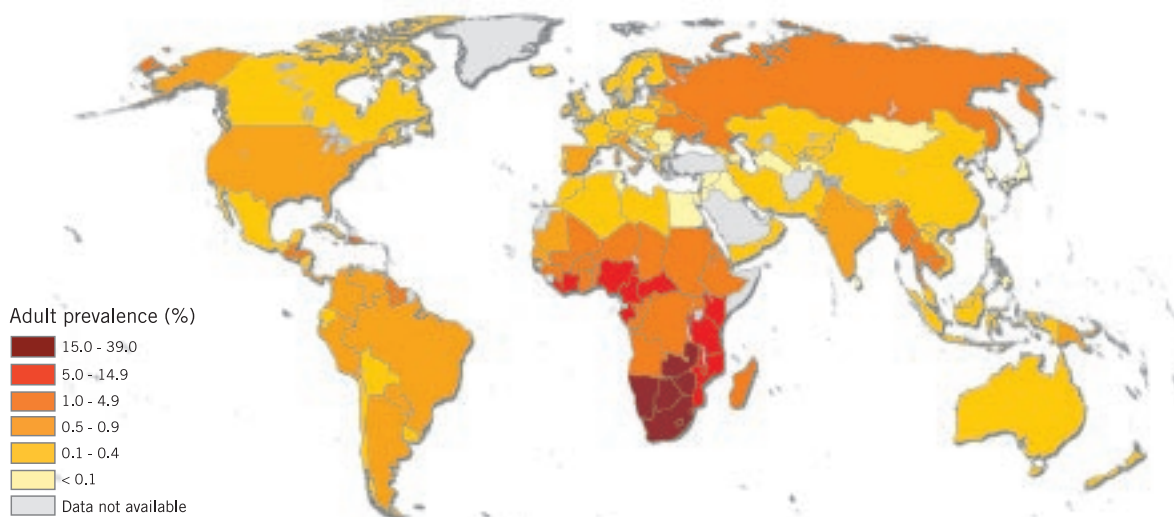 Adult prevalence (%)
15.0 - 39.0
5.0 - 14.9
1.0 - 4.9
0.5 - 0.9
0.1 - 0.4
< 0.1
Data not available